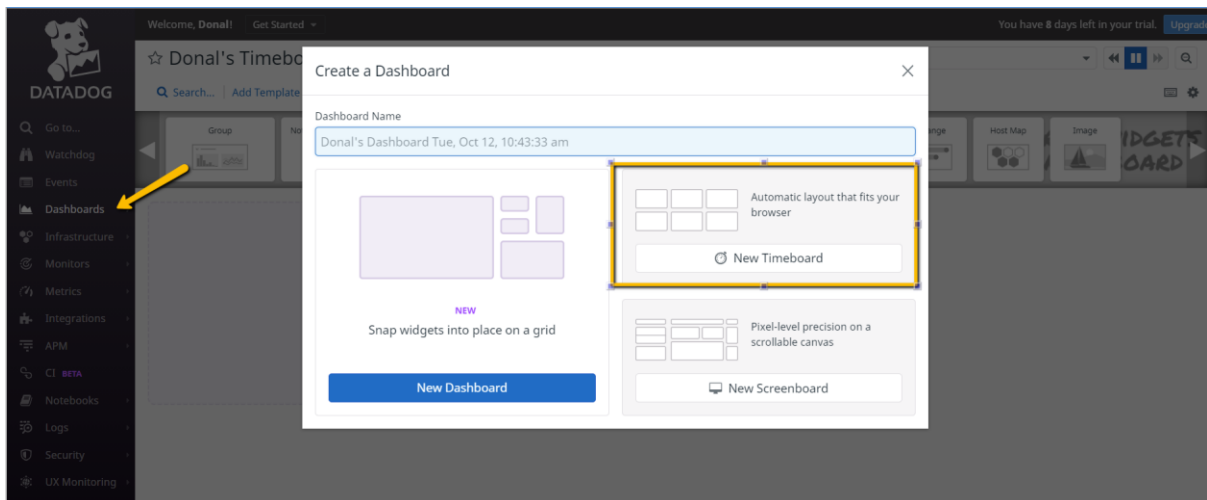 Welcome, Donal! Get Started
You have 8 days left in your trial. Upgrade
DATADOG
Donal's Timebo
Search... Add Template
Go to...
Watchdog
Events
Dashboards
Infrastructure
Monitors
Metrics
Integrations
APM
CI BETA
Notebooks
Logs
Security
UX Monitoring
Group
No
ange
Host Map
Image
IDGETS
OARD
Create a Dashboard
Dashboard Name
Donal's Dashboard Tue, Oct 12, 10:43:33 am
NEW
Snap widgets into place on a grid
New Dashboard
Automatic layout that fits your
browser
New Timeboard
Pixel-level precision on a
scrollable canvas
New Screenboard